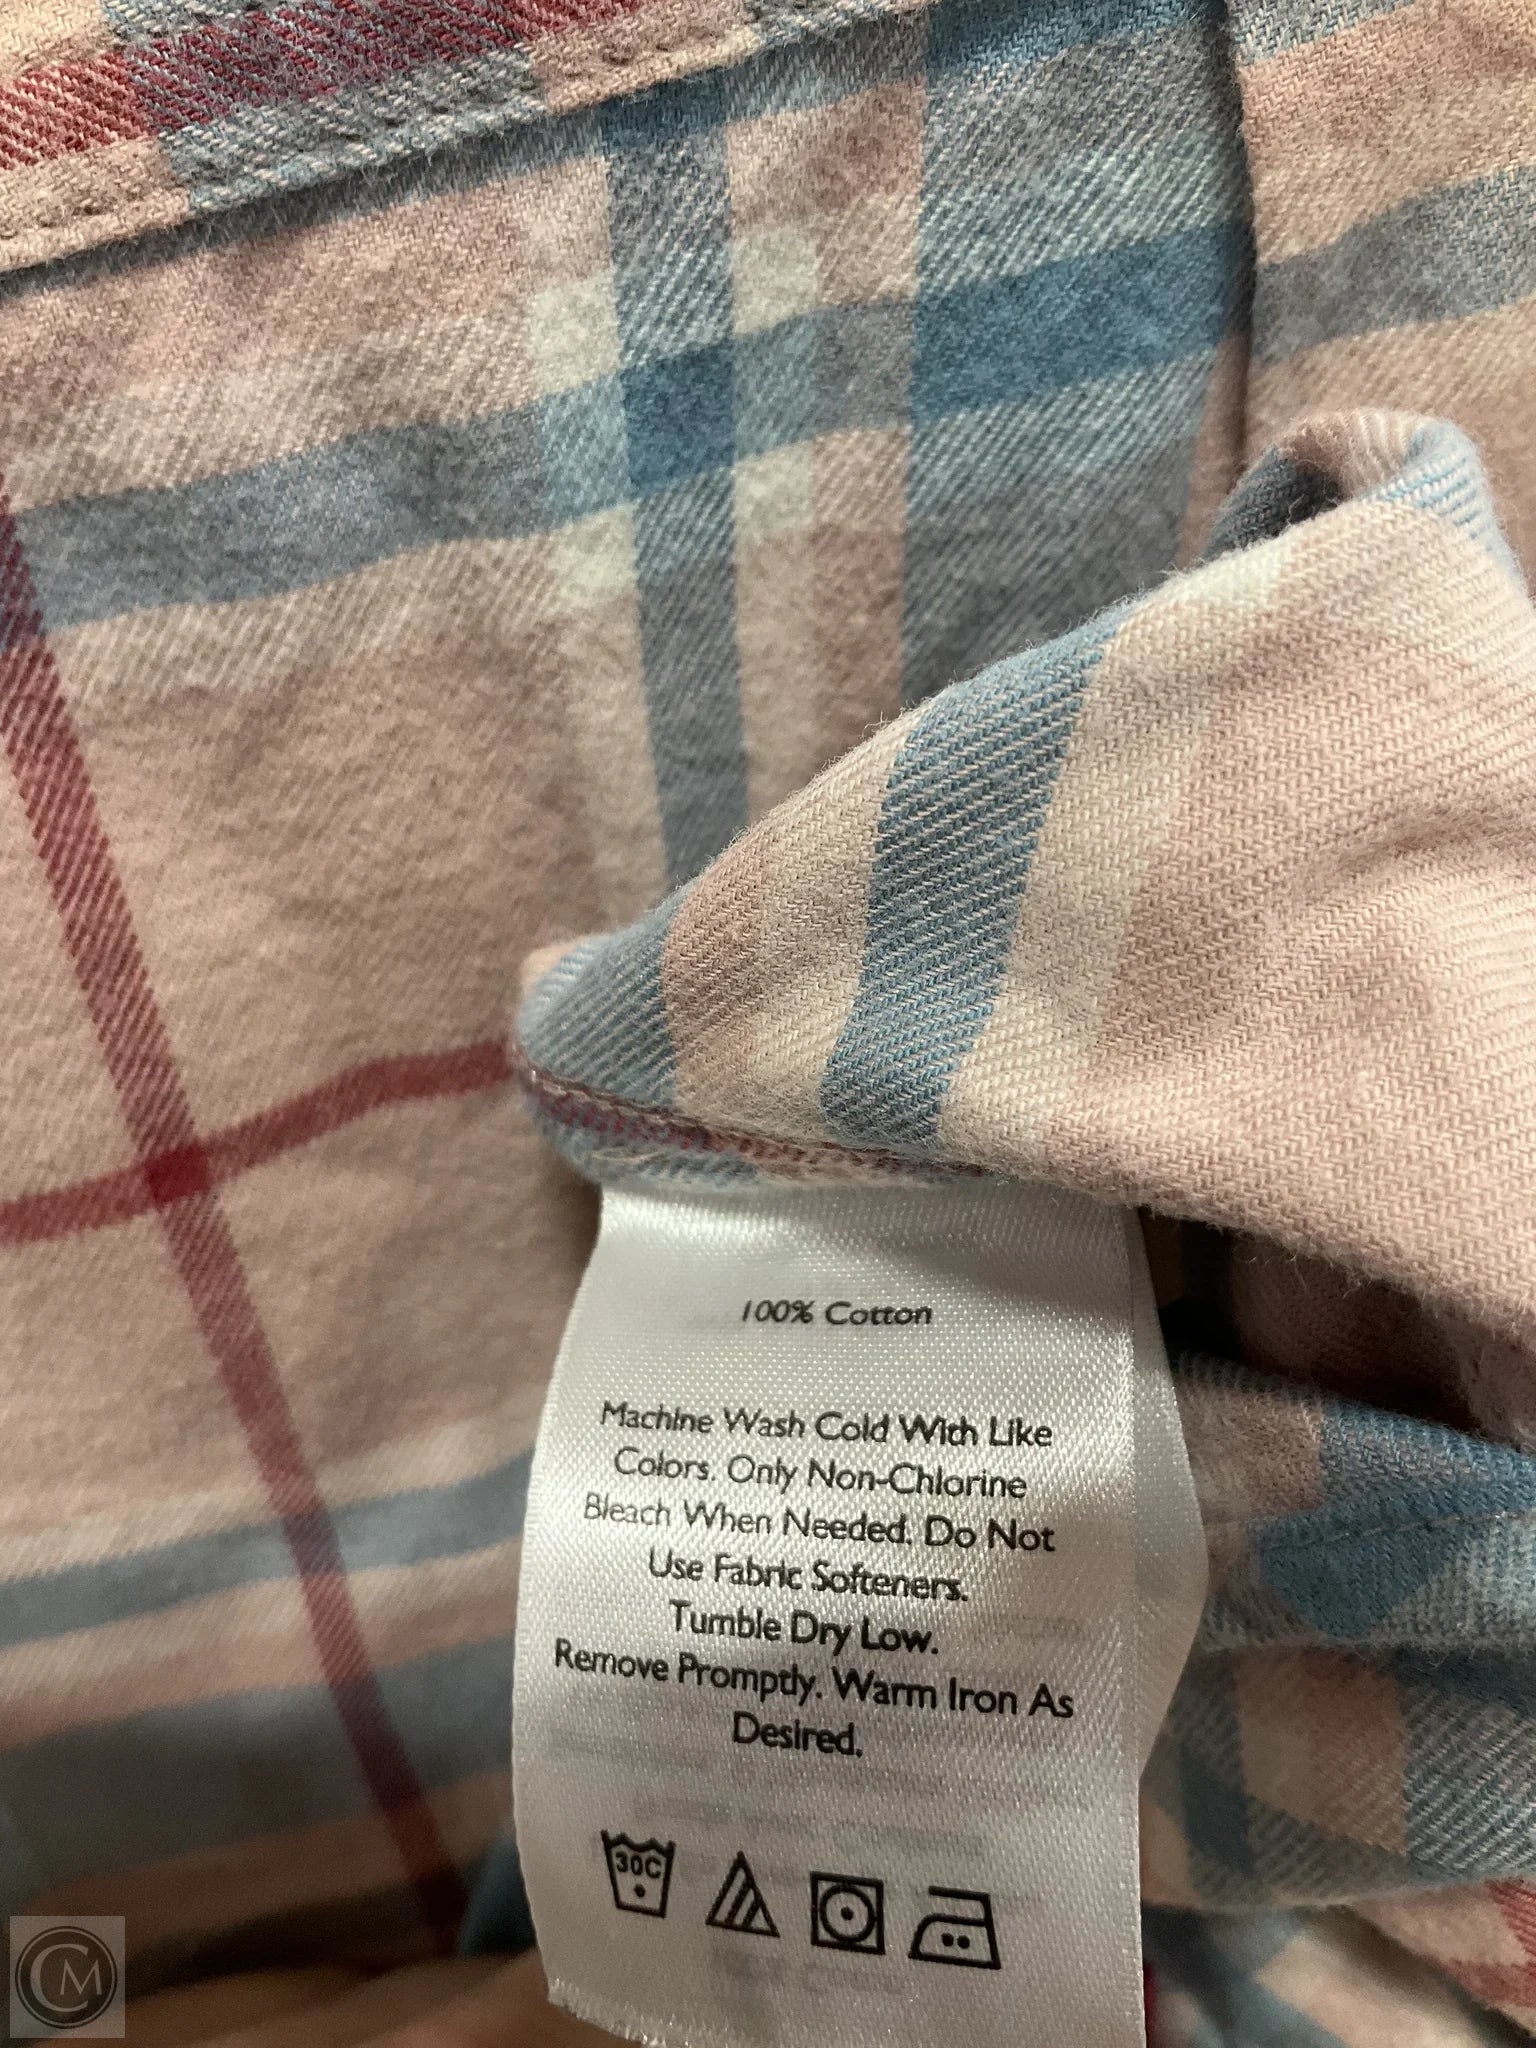 100% Cotton
Machine Wash Cold With Like
Colors. Only Non-Chlorine
Bleach When Needed. Do Not
Use Fabric Softeners.
Tumble Dry Low.
Remove Promptly. Warm Iron As
Desired.
30C
CM